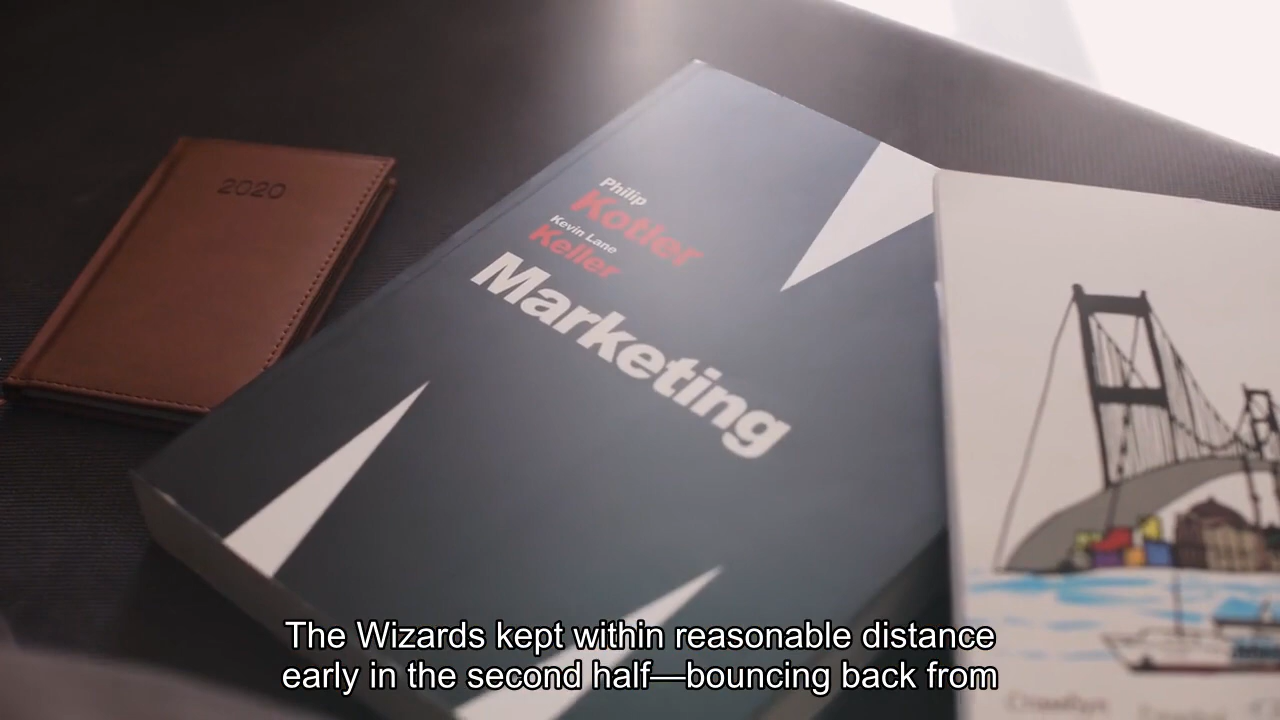 2020
Philip
Kotler
Kevin Lane
Keller
Marketing
Стамбул
The Wizards kept within reasonable distance
early in the second half—bouncing back from